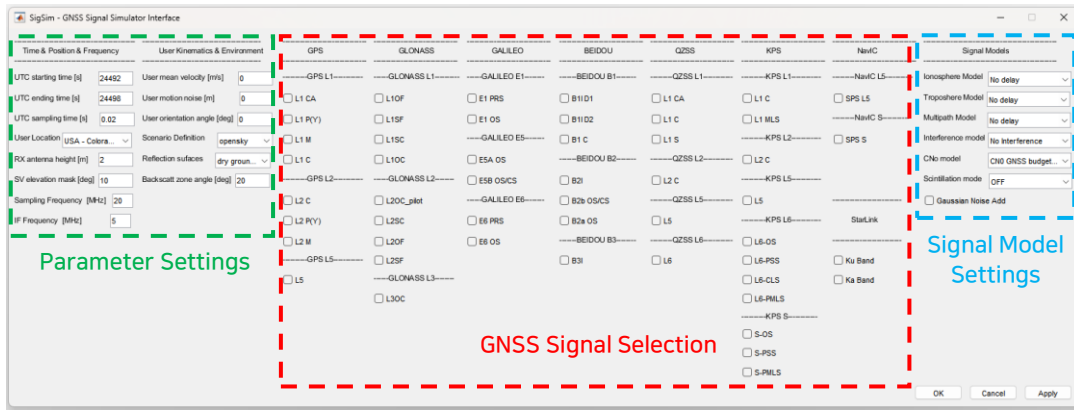 SigSim - GNSS Signal Simulator Interface
Time & Position & Frequency
UTC starting time [s] 24492
UTC ending time [s] 24498
UTC sampling time [s] 0.02
User Location USA - Colora...
RX antenna height [m] 2
SV elevation mask [deg] 10
Sampling Frequency [MHz] 20
IF Frequency [MHz] 5
User Kinematics & Environment
User mean velocity [m/s] 0
User motion noise [m] 0
User orientation angle [deg] 0
Scenario Definition opensky
Reflection sufaces dry groun...
Backscatt zone angle [deg] 20
Parameter Settings
GPS
GPS L1
L1 CA
L1 P(Y)
L1 M
L1 C
GPS L2
L2 C
L2 P(Y)
L2 M
GPS L5
L5
GLONASS
GLONASS L1
L1OF
L1SF
L1SC
L1OC
GLONASS L2
L2OC_pilot
L2SC
L2OF
L2SF
GLONASS L3
L3OC
GALILEO
GALILEO E1
E1 PRS
E1 OS
GALILEO E5
E5A OS
E5B OS/CS
GALILEO E6
E6 PRS
E6 OS
BEIDOU
BEIDOU B1
B1I D1
B1I D2
B1 C
BEIDOU B2
B2I
B2b OS/CS
B2a OS
BEIDOU B3
B3I
QZSS
QZSS L1
L1 CA
L1 C
L1 S
QZSS L2
L2 C
QZSS L5
L5
QZSS L6
L6
KPS
KPS L1
L1 C
L1 MLS
KPS L2
L2 C
KPS L5
L5
KPS L6
L6-OS
L6-PSS
L6-CLS
L6-PMLS
KPS S
S-OS
S-PSS
S-PMLS
NavIC
NavIC L5
SPS L5
NavIC S
SPS S
StarLink
Ku Band
Ka Band
GNSS Signal Selection
Signal Models
Ionosphere Model No delay
Troposhere Model No delay
Multipath Model No delay
Interference model No Interference
CNo model CN0 GNSS budget...
Scintillation mode OFF
Gaussian Noise Add
Signal Model
Settings
OK Cancel Apply